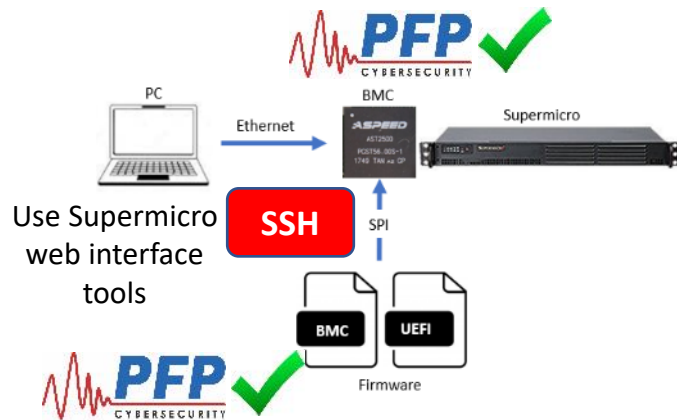 PFP
CYBERSECURITY
PC
BMC
Ethernet
Supermicro
ASPEED
AST2500
Use Supermicro
web interface
tools
SSH
SPI
BMC
UEFI
Firmware
PFP
CYBERSECURITY